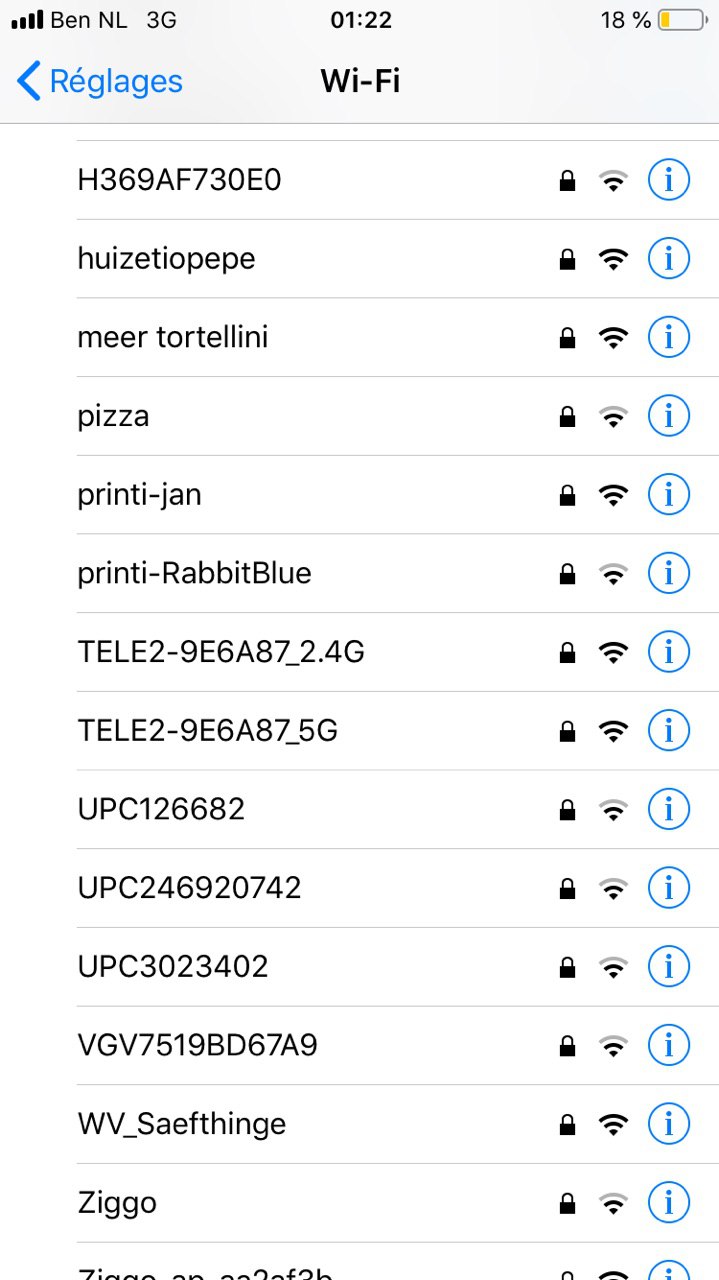 Ben NL 3G 01:22 18 %
Réglages Wi-Fi
H369AF730E0
huizetiopepe
meer tortellini
pizza
printi-jan
printi-RabbitBlue
TELE2-9E6A87_2.4G
TELE2-9E6A87_5G
UPC126682
UPC246920742
UPC3023402
VGV7519BD67A9
WV_Saefthinge
Ziggo